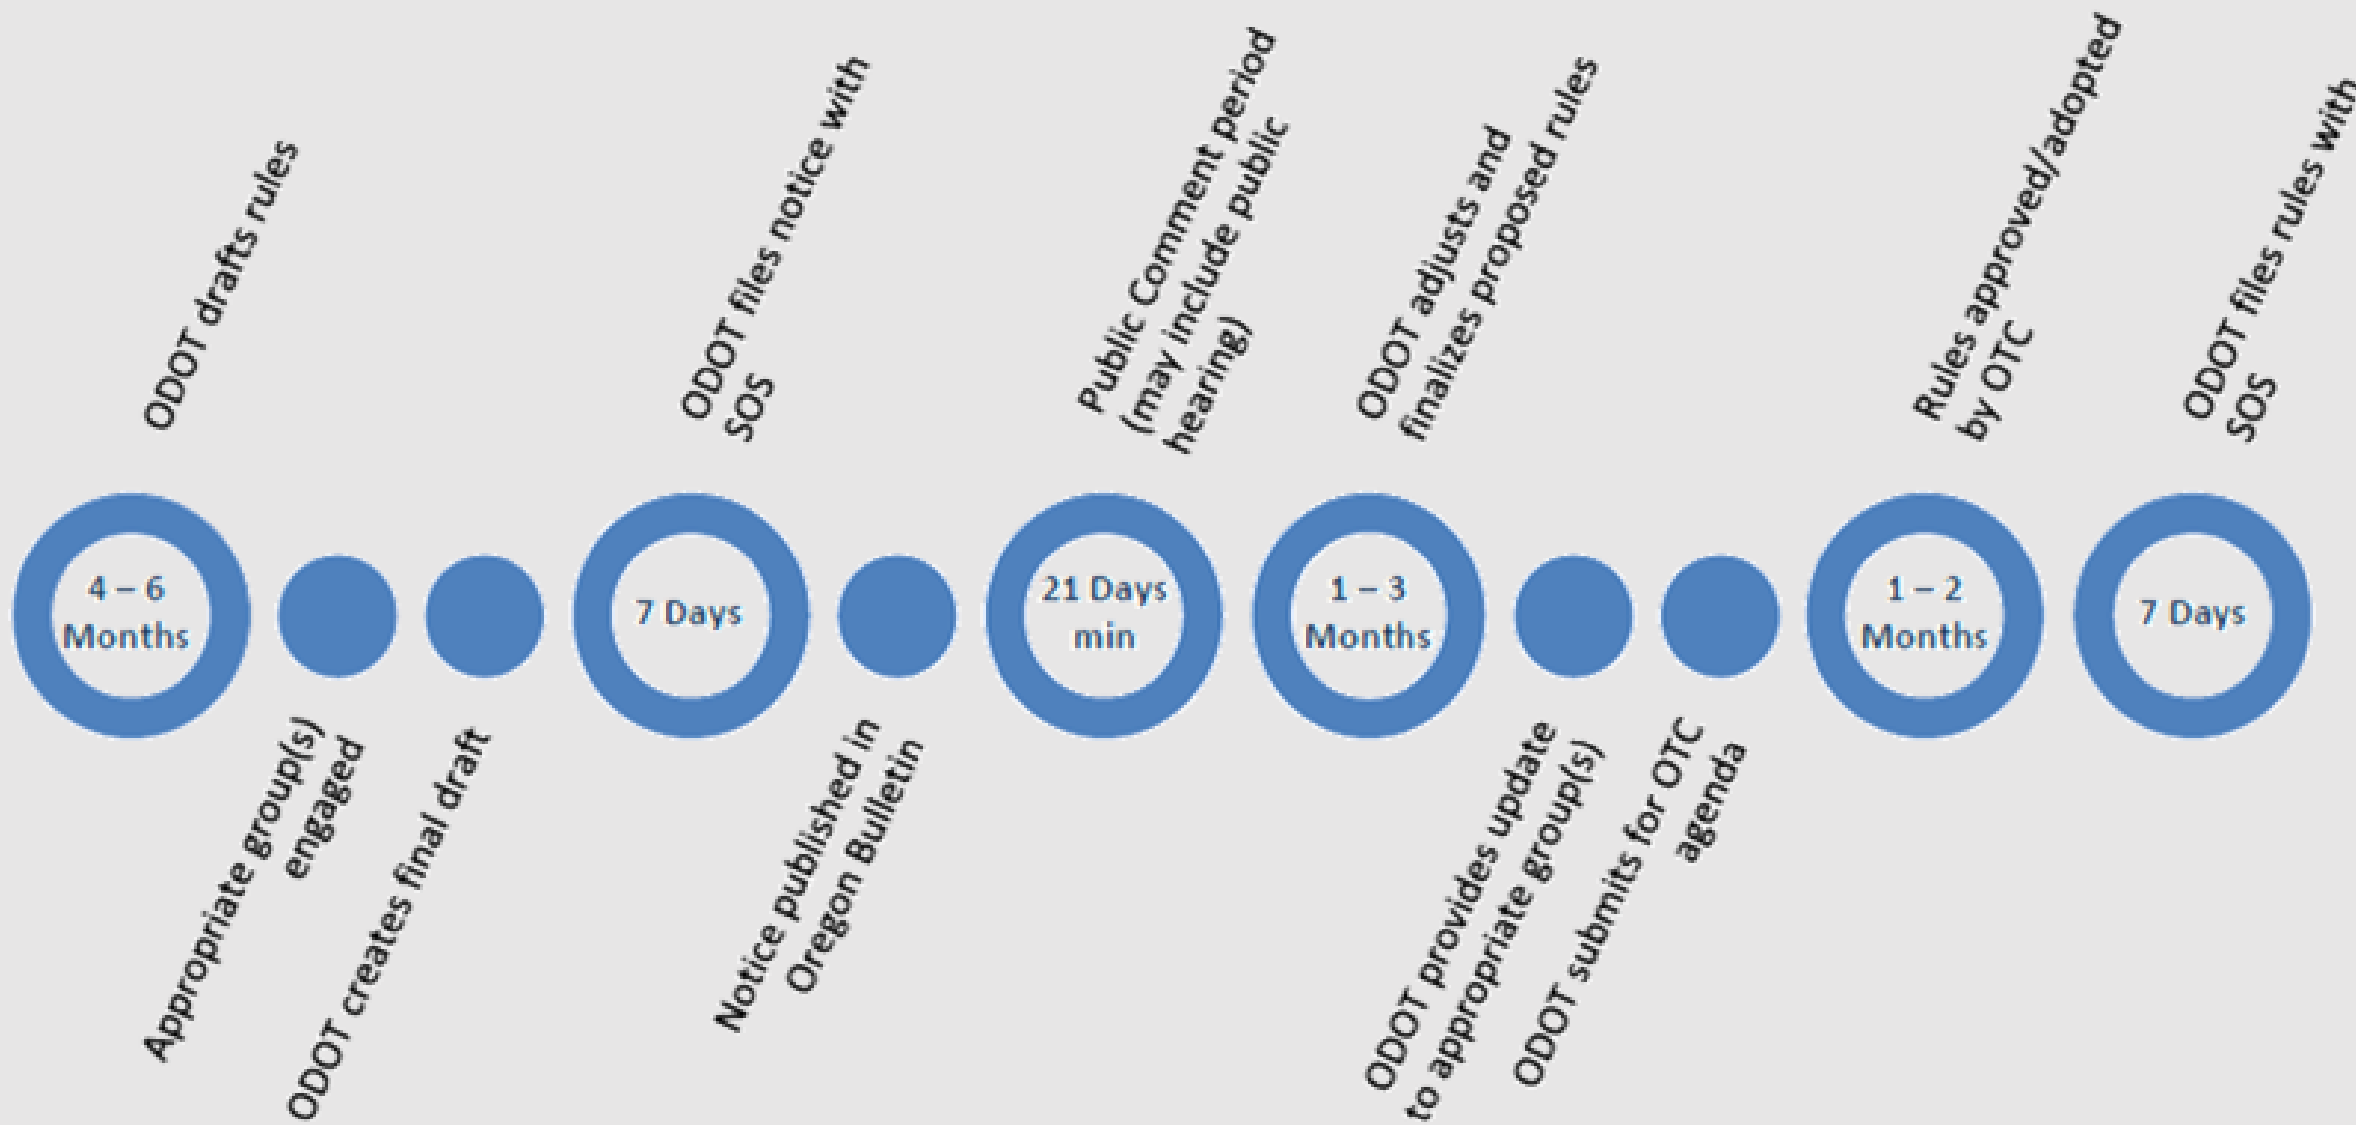 ODOT drafts rules
4 – 6
Months
Appropriate group(s)
engaged
ODOT creates final draft
ODOT files notice with
SOS
7 Days
Notice published in
Oregon Bulletin
Public Comment period
(may include public
hearing)
21 Days
min
ODOT adjusts and
finalizes proposed rules
1 – 3
Months
ODOT provides update
to appropriate group(s)
ODOT submits for OTC
agenda
Rules approved/adopted
by OTC
1 – 2
Months
ODOT files rules with
SOS
7 Days